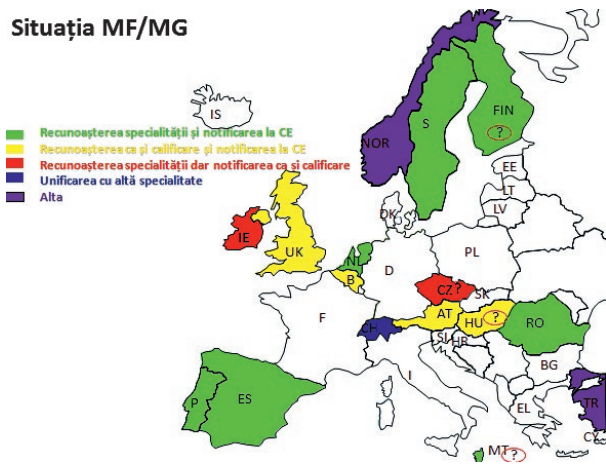 Situația MF/MG
IS
Recunoașterea specialității și notificarea la CE
Recunoașterea ca și calificare și notificarea la CE
Recunoașterea specialității dar notificarea ca si calificare
Unificarea cu altă specialitate
Alta
FIN
?
S
NOR
EE
LT
LV
DK
IE
UK
NL
B
D
PL
CZ?
SK
F
CH
AT
HU
?
RO
SI
HR
BG
I
P
ES
EL
TR
CY
MT?